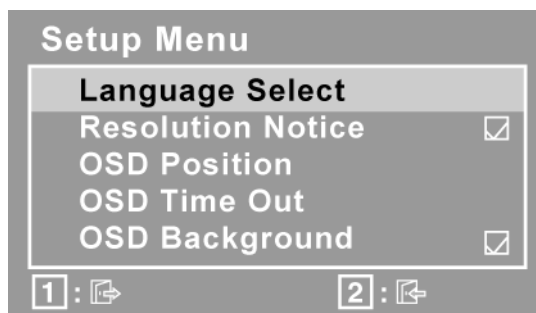 Setup Menu
Language Select
Resolution Notice
OSD Position
OSD Time Out
OSD Background
1 : 2 :